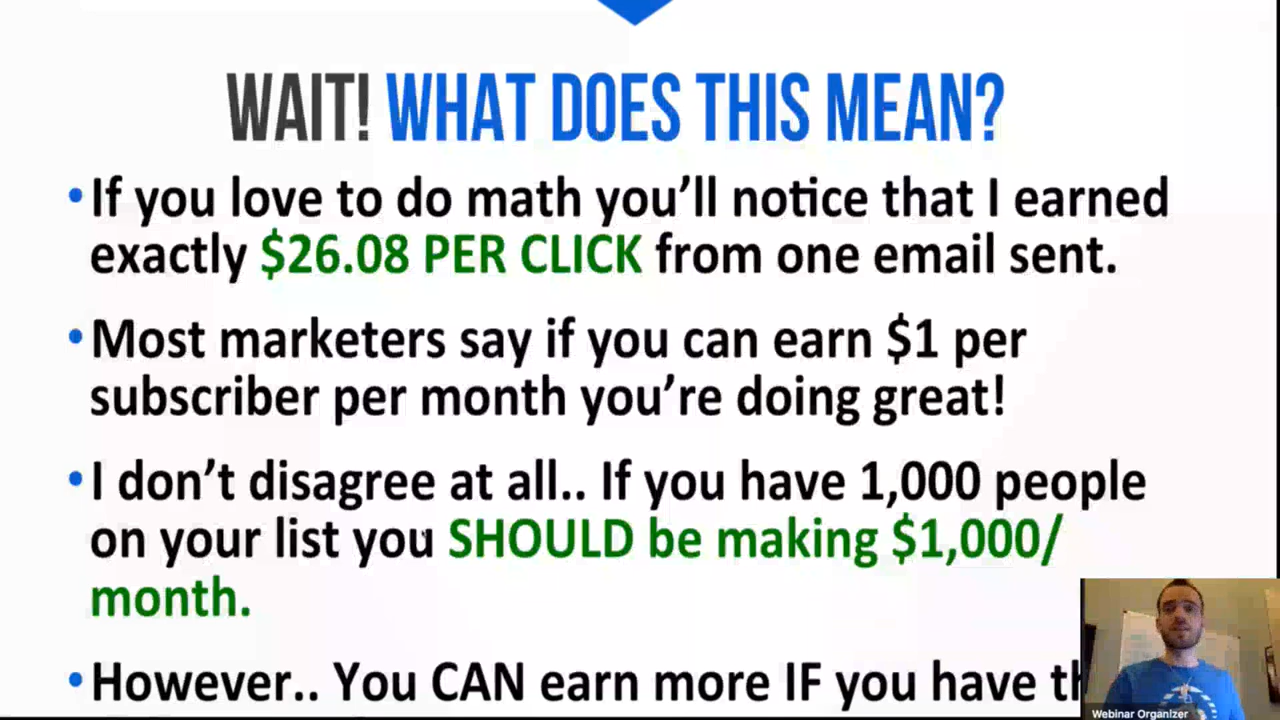 WAIT! WHAT DOES THIS MEAN?
•If you love to do math you’ll notice that I earned
exactly $26.08 PER CLICK from one email sent.
•Most marketers say if you can earn $1 per
subscriber per month you’re doing great!
•I don’t disagree at all.. If you have 1,000 people
on your list you SHOULD be making $1,000/
month.
•However.. You CAN earn more IF you have
Webinar Organizer